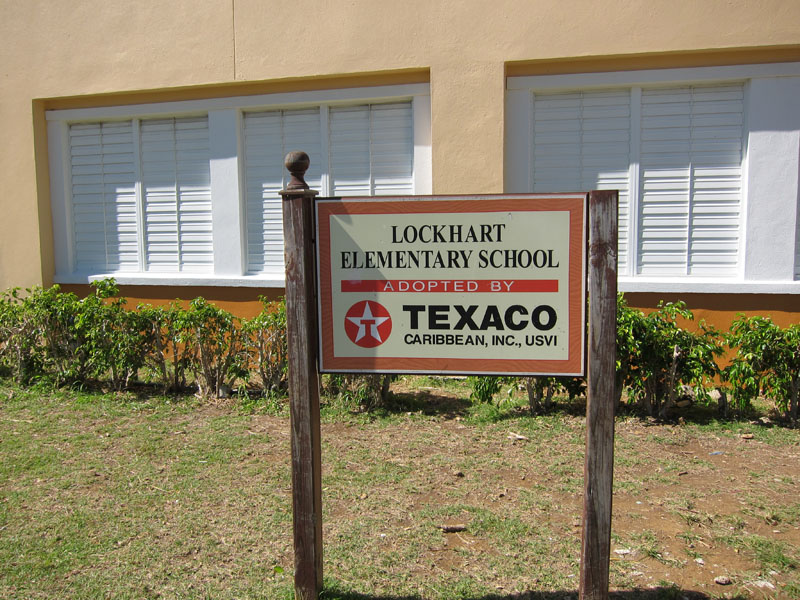 LOCKHART
ELEMENTARY SCHOOL
ADOPTED BY
T TEXACO
CARIBBEAN, INC., USVI